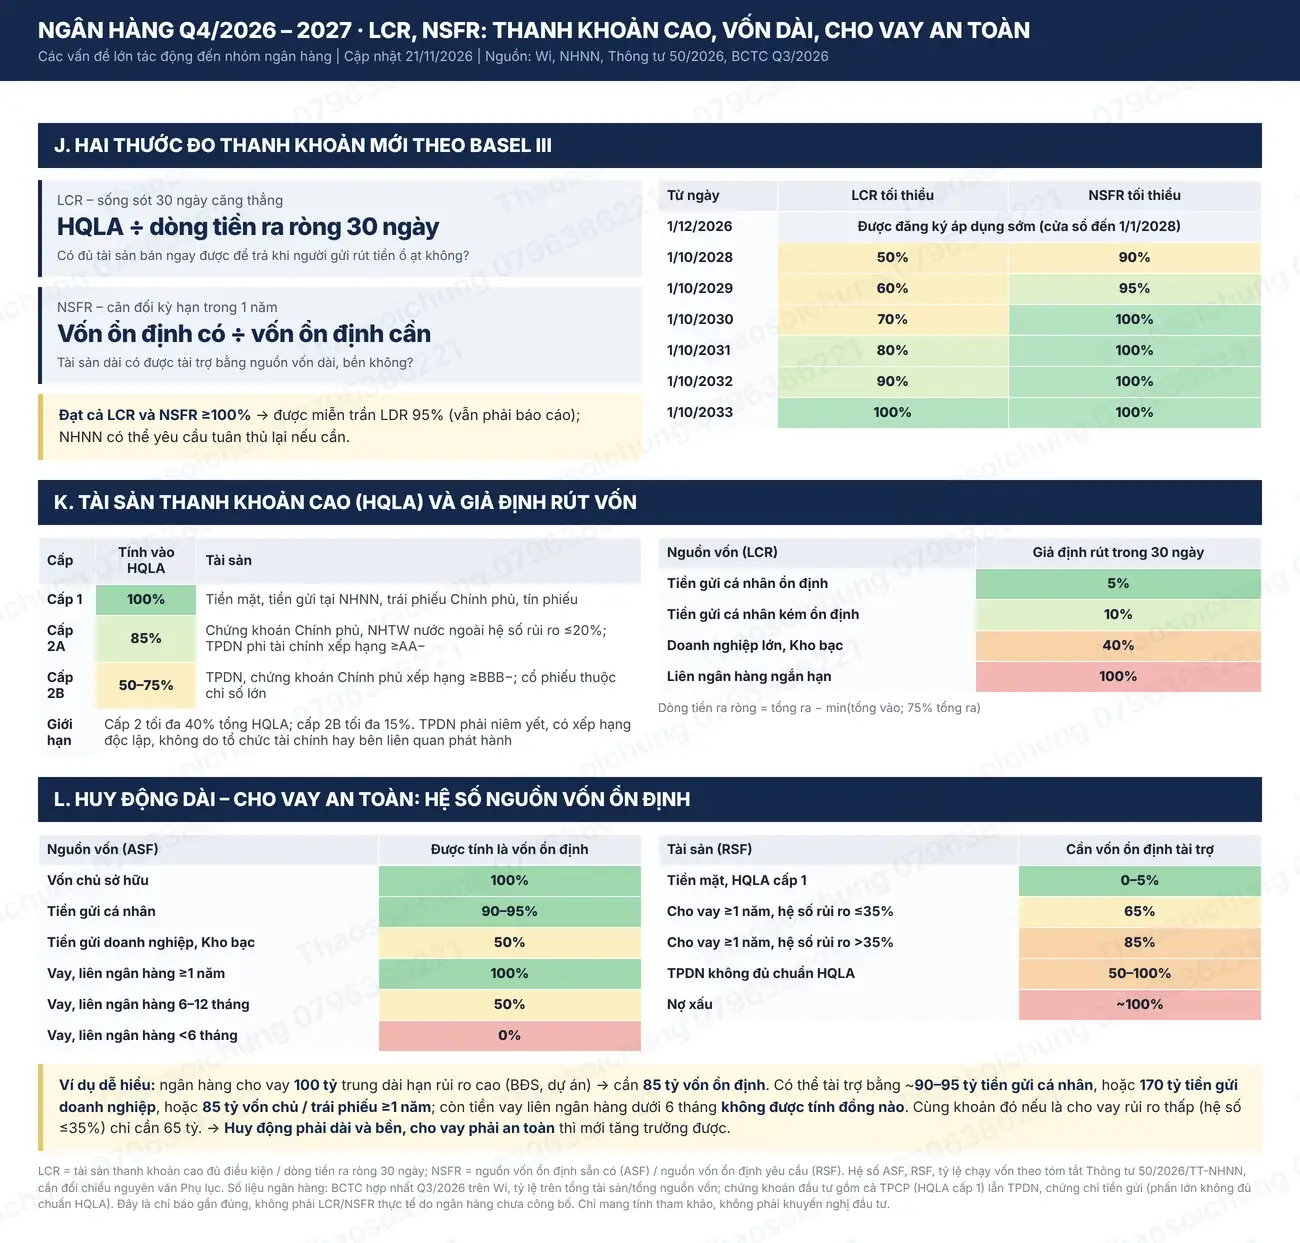 NGÂN HÀNG Q4/2026 – 2027 · LCR, NSFR: THANH KHOẢN CAO, VỐN DÀI, CHO VAY AN TOÀN
Các vấn đề lớn tác động đến nhóm ngân hàng | Cập nhật 21/11/2026 | Nguồn: Wi, NHNN, Thông tư 50/2026, BCTC Q3/2026
J. HAI THƯỚC ĐO THANH KHOẢN MỚI THEO BASEL III
LCR – sống sót 30 ngày căng thẳng
HQLA ÷ dòng tiền ra ròng 30 ngày
Có đủ tài sản bán ngay được để trả khi người gửi rút tiền ồ ạt không?
NSFR – cân đối kỳ hạn trong 1 năm
Vốn ổn định có ÷ vốn ổn định cần
Tài sản dài có được tài trợ bằng nguồn vốn dài, bền không?
Đạt cả LCR và NSFR ≥100% → được miễn trần LDR 95% (vẫn phải báo cáo);
NHNN có thể yêu cầu tuân thủ lại nếu cần.
Từ ngày LCR tối thiểu NSFR tối thiểu
1/12/2026 Được đăng ký áp dụng sớm (cửa sổ đến 1/1/2028)
1/10/2028 50% 90%
1/10/2029 60% 95%
1/10/2030 70% 100%
1/10/2031 80% 100%
1/10/2032 90% 100%
1/10/2033 100% 100%
K. TÀI SẢN THANH KHOẢN CAO (HQLA) VÀ GIẢ ĐỊNH RÚT VỐN
Cấp Tính vào HQLA Tài sản
Cấp 1 100% Tiền mặt, tiền gửi tại NHNN, trái phiếu Chính phủ, tín phiếu
Cấp 2A 85% Chứng khoán Chính phủ, NHTW nước ngoài hệ số rủi ro ≤20%;
TPDN phi tài chính xếp hạng ≥AA−
Cấp 2B 50–75% TPDN, chứng khoán Chính phủ xếp hạng ≥BBB−; cổ phiếu thuộc
chỉ số lớn
Giới hạn Cấp 2 tối đa 40% tổng HQLA; cấp 2B tối đa 15%. TPDN phải niêm yết, có xếp hạng
độc lập, không do tổ chức tài chính hay bên liên quan phát hành
Nguồn vốn (LCR) Giả định rút trong 30 ngày
Tiền gửi cá nhân ổn định 5%
Tiền gửi cá nhân kém ổn định 10%
Doanh nghiệp lớn, Kho bạc 40%
Liên ngân hàng ngắn hạn 100%
Dòng tiền ra ròng = tổng ra − min(tổng vào; 75% tổng ra)
L. HUY ĐỘNG DÀI – CHO VAY AN TOÀN: HỆ SỐ NGUỒN VỐN ỔN ĐỊNH
Nguồn vốn (ASF) Được tính là vốn ổn định
Vốn chủ sở hữu 100%
Tiền gửi cá nhân 90–95%
Tiền gửi doanh nghiệp, Kho bạc 50%
Vay, liên ngân hàng ≥1 năm 100%
Vay, liên ngân hàng 6–12 tháng 50%
Vay, liên ngân hàng <6 tháng 0%
Tài sản (RSF) Cần vốn ổn định tài trợ
Tiền mặt, HQLA cấp 1 0–5%
Cho vay ≥1 năm, hệ số rủi ro ≤35% 65%
Cho vay ≥1 năm, hệ số rủi ro >35% 85%
TPDN không đủ chuẩn HQLA 50–100%
Nợ xấu ~100%
Ví dụ dễ hiểu: ngân hàng cho vay 100 tỷ trung dài hạn rủi ro cao (BĐS, dự án) → cần 85 tỷ vốn ổn định. Có thể tài trợ bằng ~90–95 tỷ tiền gửi cá nhân, hoặc 170 tỷ tiền gửi
doanh nghiệp, hoặc 85 tỷ vốn chủ / trái phiếu ≥1 năm; còn tiền vay liên ngân hàng dưới 6 tháng không được tính đồng nào. Cùng khoản đó nếu là cho vay rủi ro thấp (hệ số
≤35%) chỉ cần 65 tỷ. → Huy động phải dài và bền, cho vay phải an toàn thì mới tăng trưởng được.
LCR = tài sản thanh khoản cao đủ điều kiện / dòng tiền ra ròng 30 ngày; NSFR = nguồn vốn ổn định sẵn có (ASF) / nguồn vốn ổn định yêu cầu (RSF). Hệ số ASF, RSF, tỷ lệ chạy vốn theo tóm tắt Thông tư 50/2026/TT-NHNN,
cần đối chiếu nguyên văn Phụ lục. Số liệu ngân hàng: BCTC hợp nhất Q3/2026 trên Wi, tỷ lệ trên tổng tài sản/tổng nguồn vốn; chứng khoán đầu tư gồm cả TPCP (HQLA cấp 1) lẫn TPDN, chứng chỉ tiền gửi (phần lớn không đủ
chuẩn HQLA). Đây là chỉ báo gần đúng, không phải LCR/NSFR thực tế do ngân hàng chưa công bố. Chỉ mang tính tham khảo, không phải khuyến nghị đầu tư.
Thaosoichung 0796386221